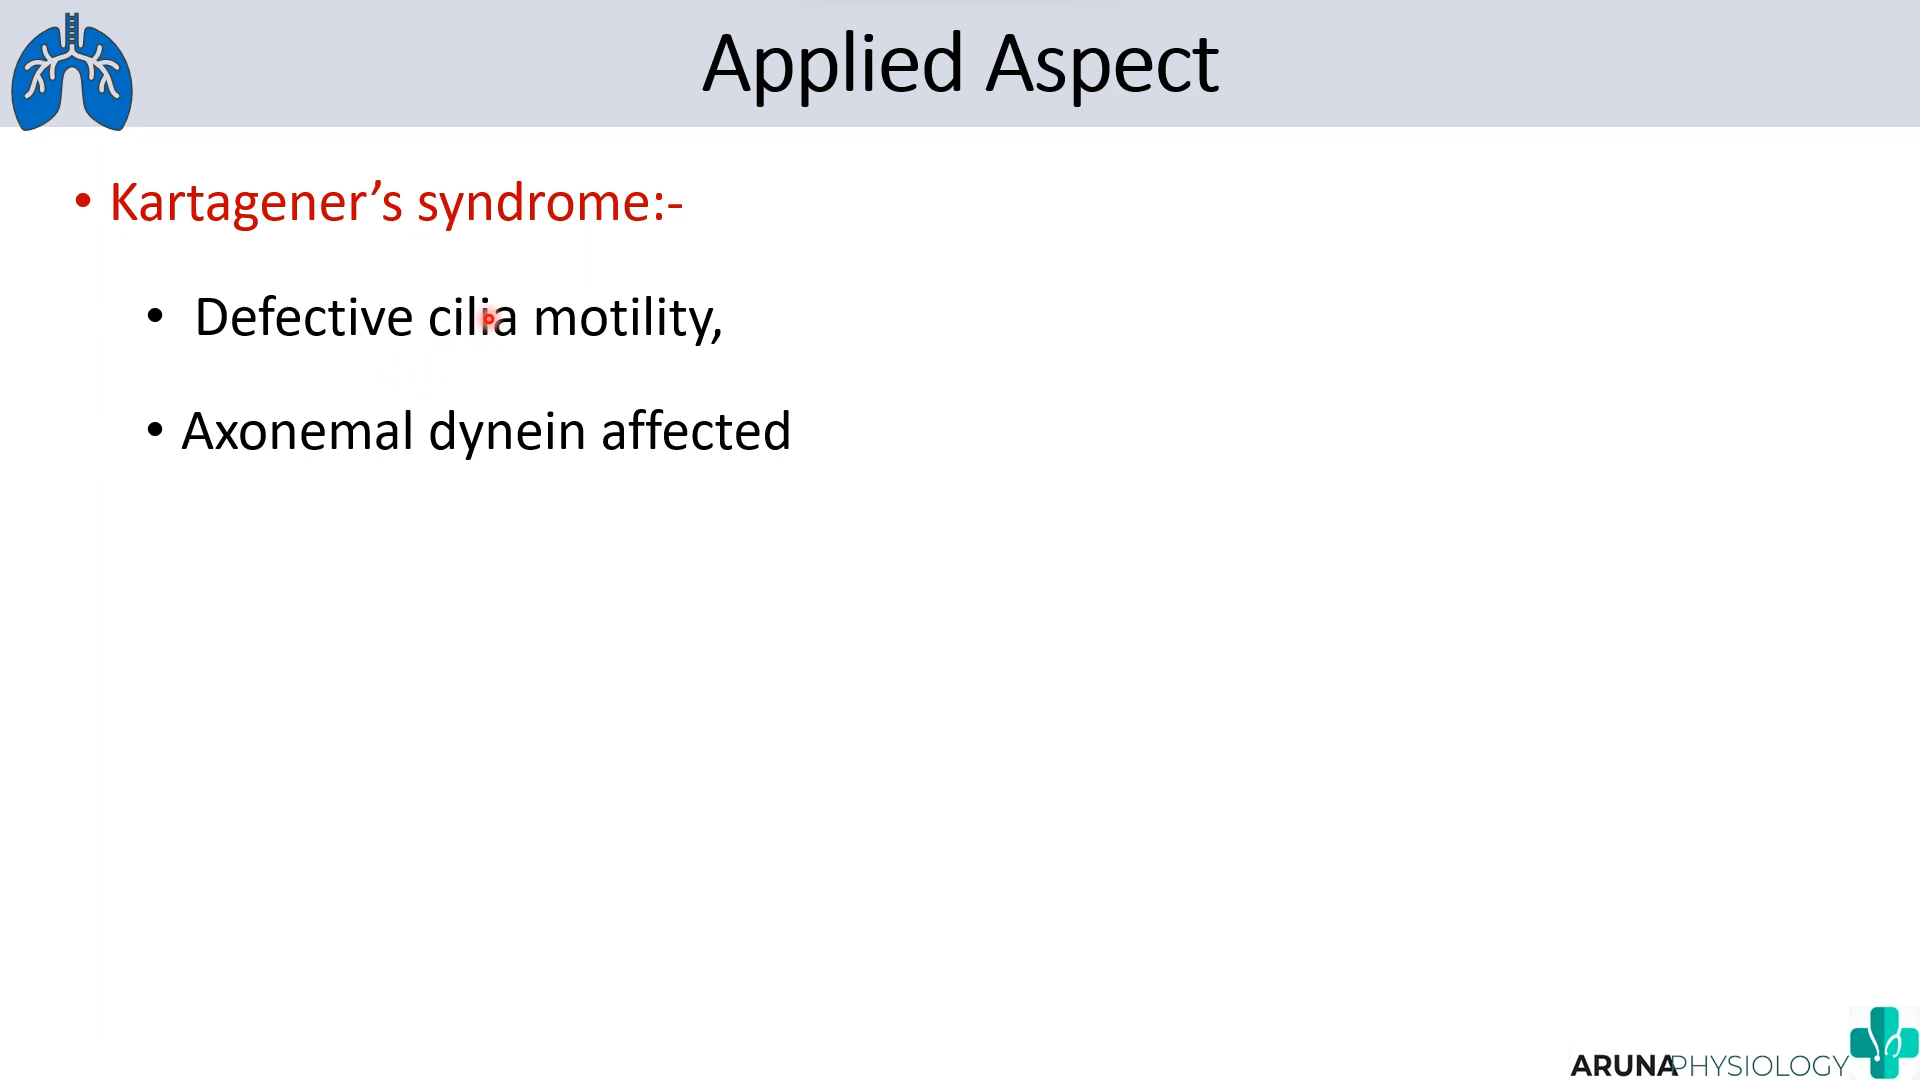 Applied Aspect
• Kartagener’s syndrome:-
• Defective cilia motility,
• Axonemal dynein affected
ARUNAPHYSIOLOGY